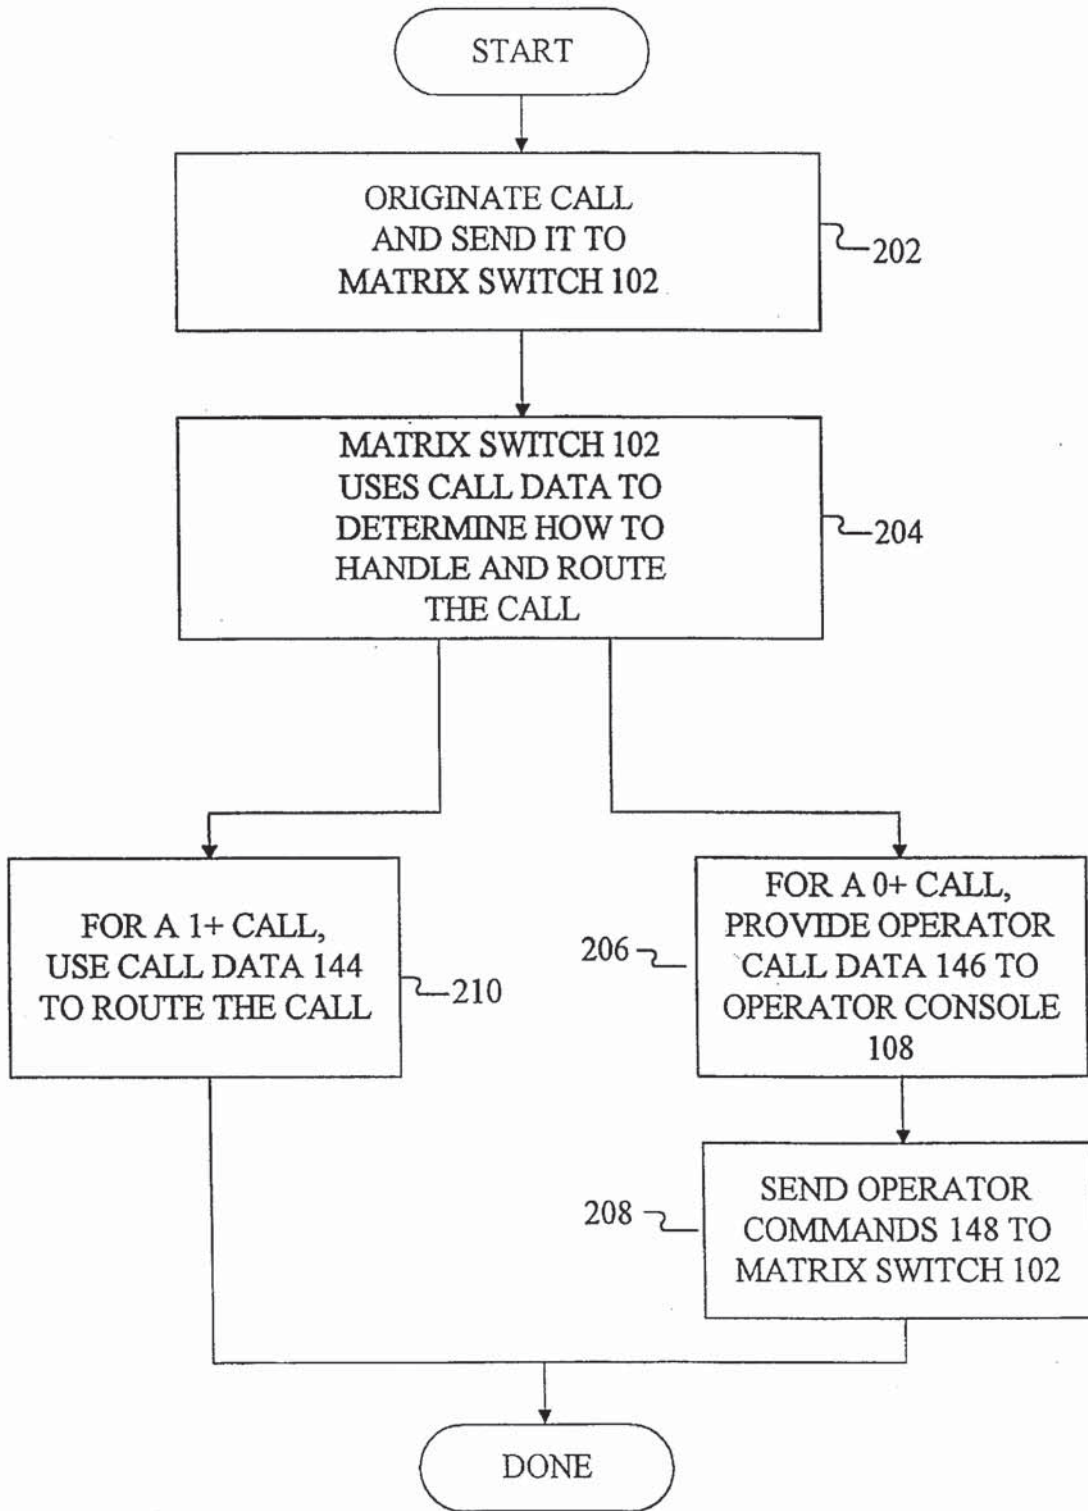 START
ORIGINATE CALL
AND SEND IT TO
MATRIX SWITCH 102
202
MATRIX SWITCH 102
USES CALL DATA TO
DETERMINE HOW TO
HANDLE AND ROUTE
THE CALL
204
FOR A 1+ CALL,
USE CALL DATA 144
TO ROUTE THE CALL
210
206
FOR A 0+ CALL,
PROVIDE OPERATOR
CALL DATA 146 TO
OPERATOR CONSOLE
108
208
SEND OPERATOR
COMMANDS 148 TO
MATRIX SWITCH 102
DONE